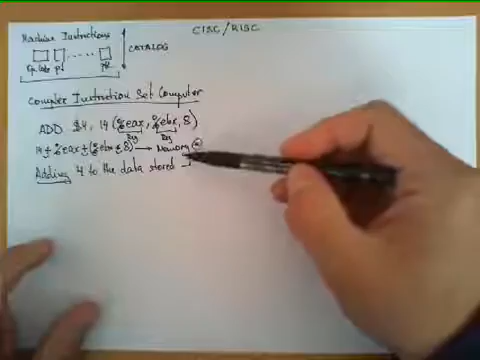 CISC/RISC
Machine Instructions
CATALOG
Op. Code
Complex Instruction Set Computer
ADD $4, 14 (%eax, %ebx, 8)
Reg Reg
14 + %eax + (%ebx * 8) → Memory
Adding 4 to the data stored